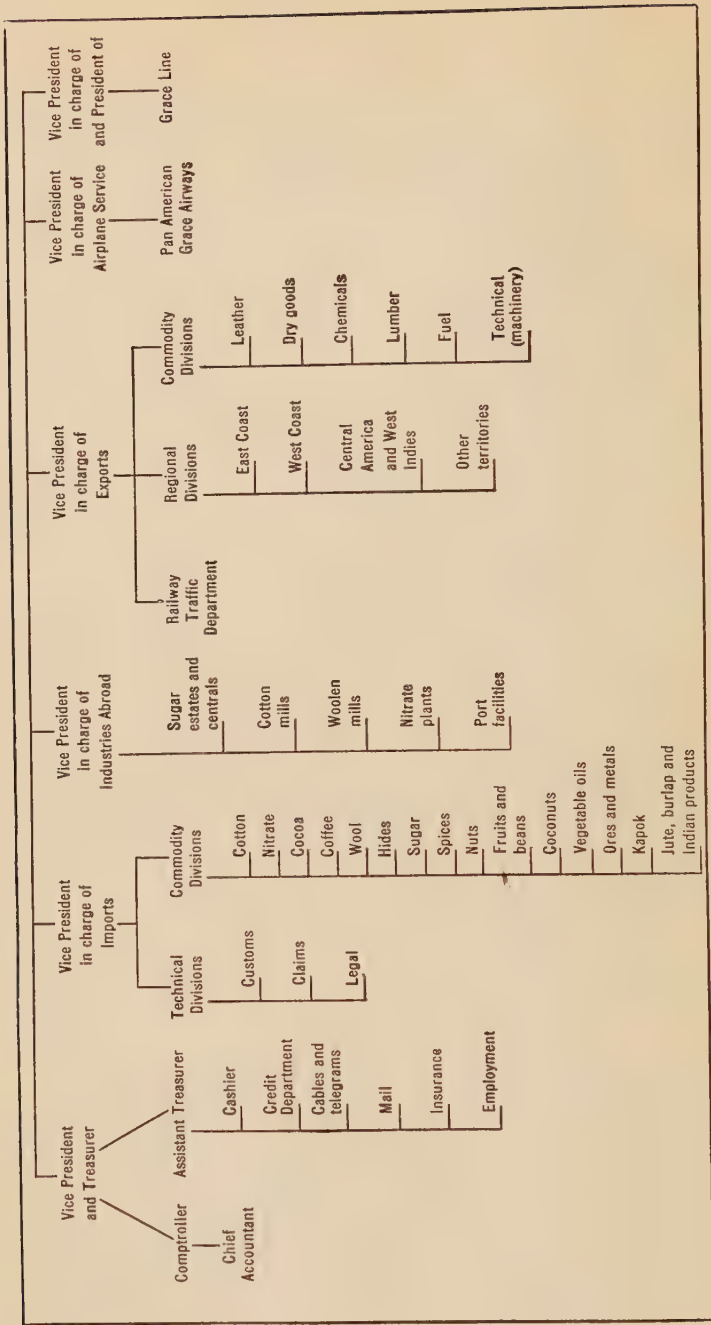 Vice President
and Treasurer
Comptroller
Chief
Accountant
Assistant Treasurer
Cashier
Credit
Department
Cables and
telegrams
Mail
Insurance
Employment
Vice President
in charge of
Imports
Technical
Divisions
Customs
Claims
Legal
Commodity
Divisions
Cotton
Nitrate
Cocoa
Coffee
Wool
Hides
Sugar
Spices
Nuts
Fruits and
beans
Coconuts
Vegetable oils
Ores and metals
Kapok
Jute, burlap and
Indian products
Vice President
in charge of
Industries Abroad
Sugar
estates and
centrals
Cotton
mills
Woolen
mills
Nitrate
plants
Port
facilities
Vice President
in charge of
Exports
Railway
Traffic
Department
Regional
Divisions
East Coast
West Coast
Central
America
and West
Indies
Other
territories
Commodity
Divisions
Leather
Dry goods
Chemicals
Lumber
Fuel
Technical
(machinery)
Vice President
in charge of
Airplane Service
Pan American
Grace Airways
Vice President
in charge of
and President of
Grace Line